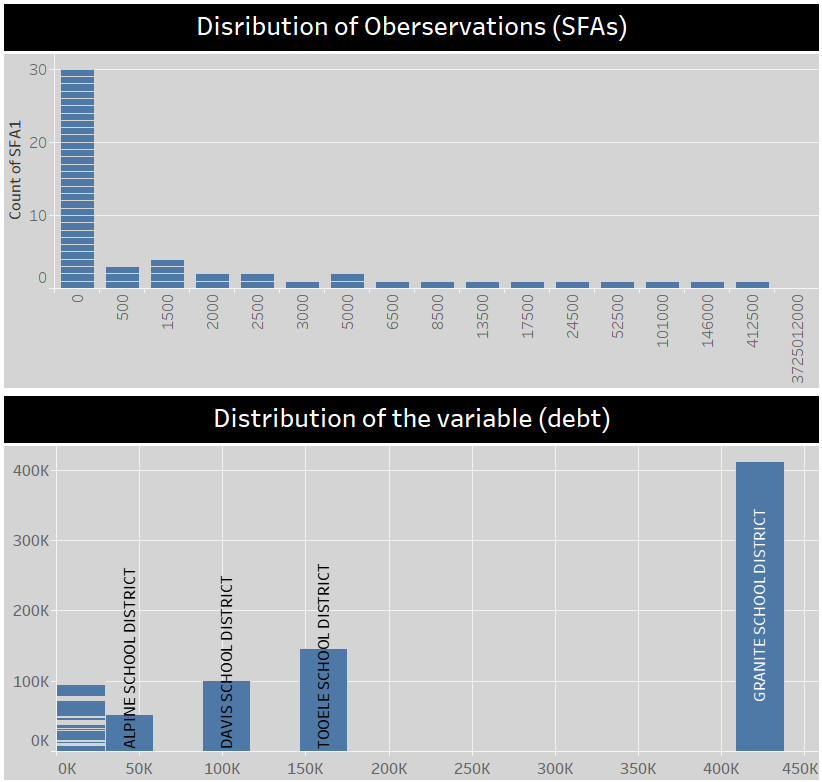 Disribution of Oberservations (SFAs)
Count of SFA1
30
20
10
0
0 500 1500 2000 2500 3000 5000 6500 8500 13500 17500 24500 52500 101000 146000 412500 3725012000
Distribution of the variable (debt)
400K
300K
200K
100K
0K
ALPINE SCHOOL DISTRICT
DAVIS SCHOOL DISTRICT
TOOELE SCHOOL DISTRICT
GRANITE SCHOOL DISTRICT
0K 50K 100K 150K 200K 250K 300K 350K 400K 450K